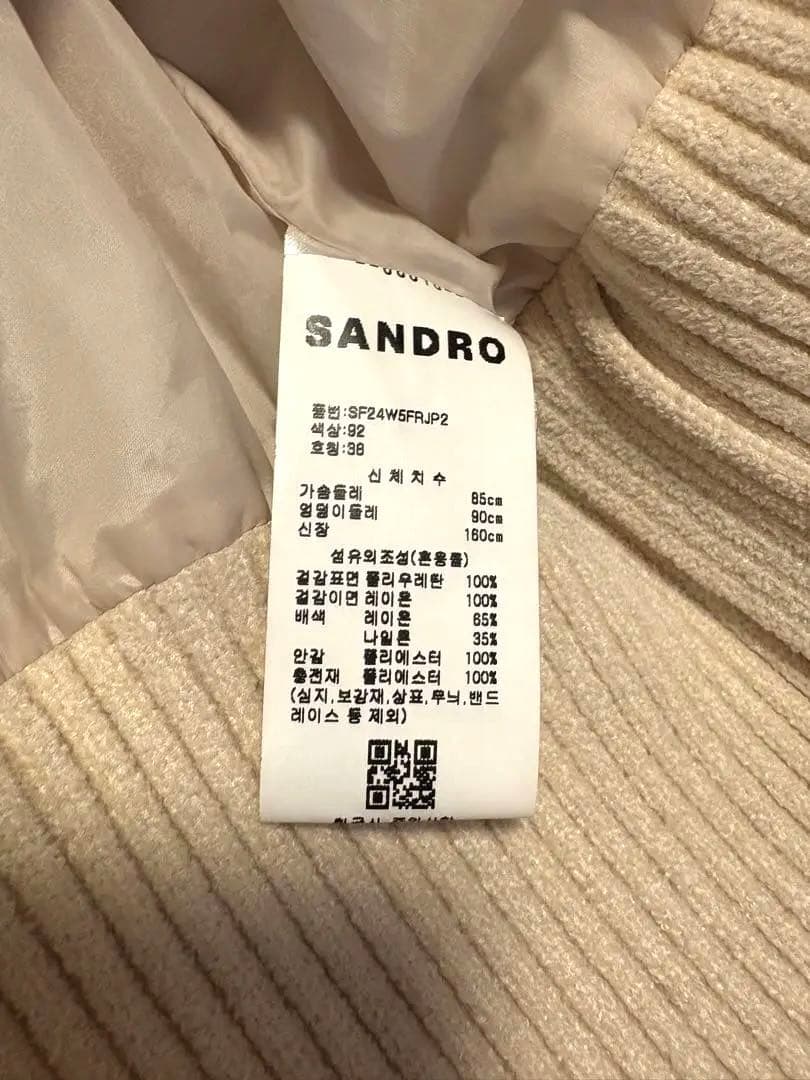 SANDRO
품번:SF24W5FRJP2
색상:92
호칭:38
신체치수
가슴둘레 85cm
엉덩이둘레 90cm
신장 160cm
섬유의조성(혼용률)
겉감표면 폴리우레탄 100%
겉감이면 레이온 100%
배색 레이온 65%
나일론 35%
안감 폴리에스터 100%
충전재 폴리에스터 100%
(심지,보강재,상표,무늬,밴드
레이스 등 제외)